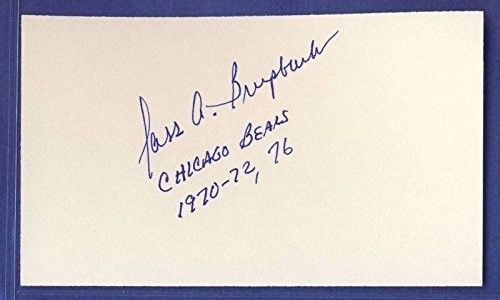 Ross A. Brupbacher
CHICAGO BEARS
1970-72, 76